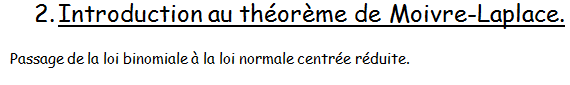 2. Introduction au théorème de Moivre-Laplace.
Passage de la loi binomiale à la loi normale centrée réduite.